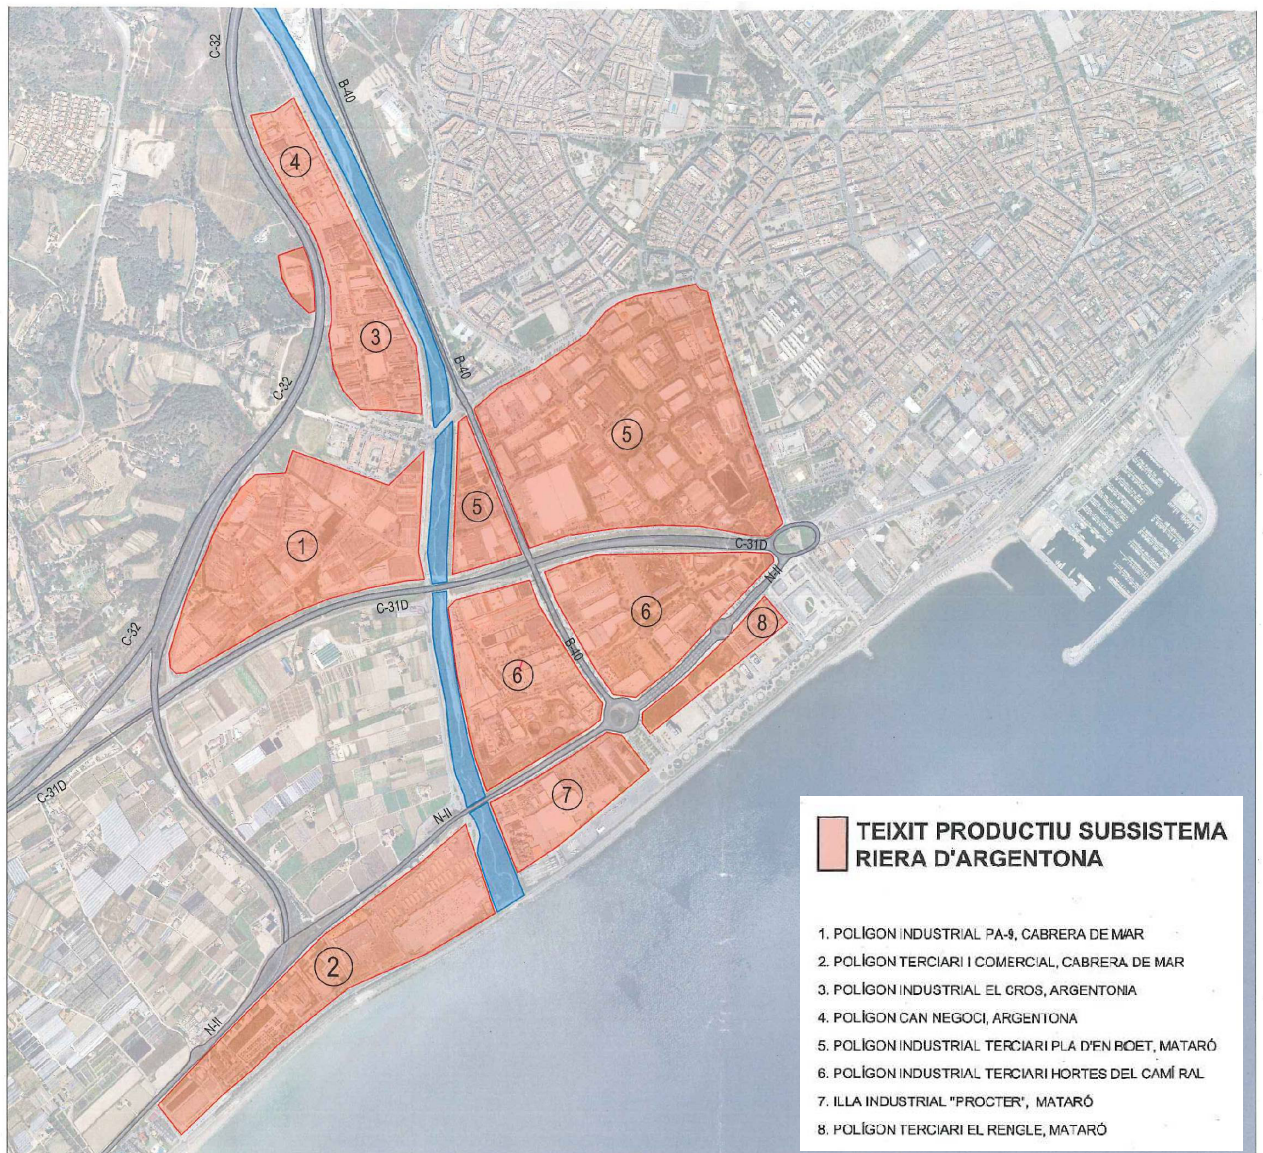 C-32
B-40
4
3
C-32
B-40
5
5
1
C-31D
N-II
C-31D
6
8
C-32
B-40
6
C-31D
7
N-II
2
N-II
TEIXIT PRODUCTIU SUBSISTEMA
RIERA D'ARGENTONA
1. POLÍGON INDUSTRIAL PA-9, CABRERA DE MAR
2. POLÍGON TERCIARI I COMERCIAL, CABRERA DE MAR
3. POLÍGON INDUSTRIAL EL CROS, ARGENTONIA
4. POLÍGON CAN NEGOCI, ARGENTONA
5. POLÍGON INDUSTRIAL TERCIARI PLA D'EN BOET, MATARÓ
6. POLÍGON INDUSTRIAL TERCIARI HORTES DEL CAMÍ RAL
7. ILLA INDUSTRIAL "PROCTER", MATARÓ
8. POLÍGON TERCIARI EL RENGLE, MATARÓ